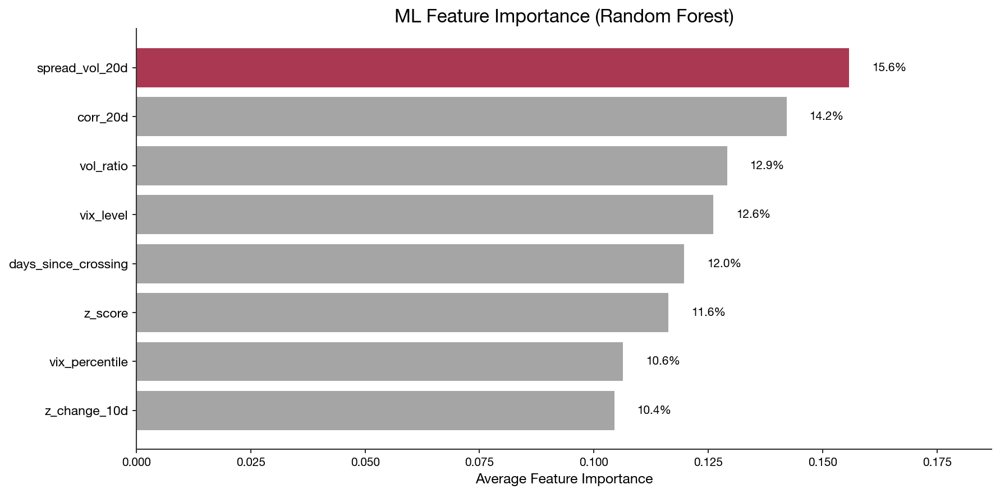 ML Feature Importance (Random Forest)
spread_vol_20d 15.6%
corr_20d 14.2%
vol_ratio 12.9%
vix_level 12.6%
days_since_crossing 12.0%
z_score 11.6%
vix_percentile 10.6%
z_change_10d 10.4%
0.000 0.025 0.050 0.075 0.100 0.125 0.150 0.175
Average Feature Importance